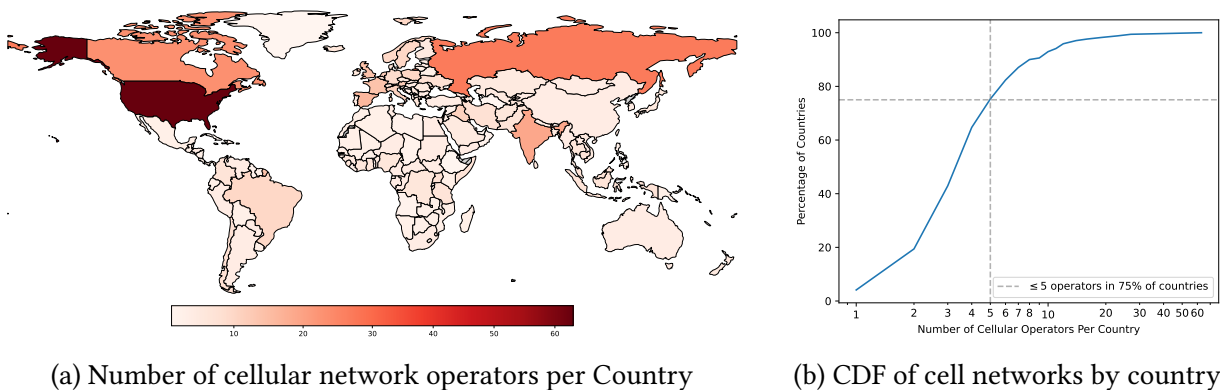 10 20 30 40 50 60
(a) Number of cellular network operators per Country
Percentage of Countries
100
80
60
40
20
0
≤ 5 operators in 75% of countries
1 2 3 4 5 6 7 8 10 20 30 40 50 60
Number of Cellular Operators Per Country
(b) CDF of cell networks by country